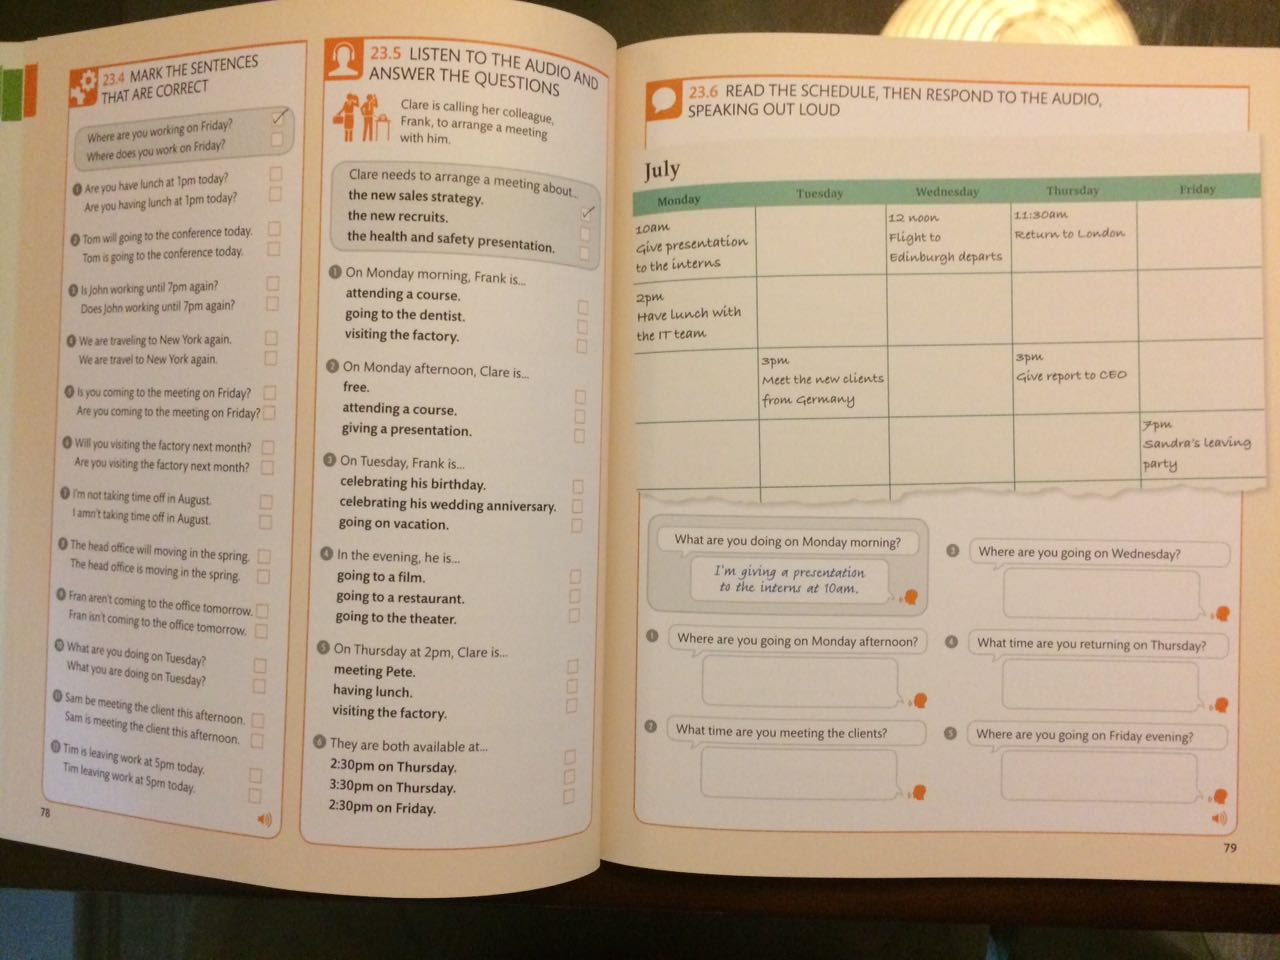 23.4 MARK THE SENTENCES
THAT ARE CORRECT
Where are you working on Friday?
Where does you work on Friday?
1 Are you have lunch at 1pm today?
Are you having lunch at 1pm today?
2 Tom will going to the conference today.
Tom is going to the conference today.
3 Is John working until 7pm again?
Does John working until 7pm again?
4 We are traveling to New York again.
We are travel to New York again.
5 Is you coming to the meeting on Friday?
Are you coming to the meeting on Friday?
6 Will you visiting the factory next month?
Are you visiting the factory next month?
7 I'm not taking time off in August.
I amn't taking time off in August.
8 The head office will moving in the spring.
The head office is moving in the spring.
9 Fran aren't coming to the office tomorrow.
Fran isn't coming to the office tomorrow.
10 What are you doing on Tuesday?
What you are doing on Tuesday?
11 Sam be meeting the client this afternoon.
Sam is meeting the client this afternoon.
12 Tim is leaving work at 5pm today.
Tim leaving work at 5pm today.
78
23.5 LISTEN TO THE AUDIO AND
ANSWER THE QUESTIONS
Clare is calling her colleague,
Frank, to arrange a meeting
with him.
Clare needs to arrange a meeting about...
the new sales strategy.
the new recruits.
the health and safety presentation.
1 On Monday morning, Frank is...
attending a course.
going to the dentist.
visiting the factory.
2 On Monday afternoon, Clare is...
free.
attending a course.
giving a presentation.
3 On Tuesday, Frank is...
celebrating his birthday.
celebrating his wedding anniversary.
going on vacation.
4 In the evening, he is...
going to a film.
going to a restaurant.
going to the theater.
5 On Thursday at 2pm, Clare is...
meeting Pete.
having lunch.
visiting the factory.
6 They are both available at...
2:30pm on Thursday.
3:30pm on Thursday.
2:30pm on Friday.
23.6 READ THE SCHEDULE, THEN RESPOND TO THE AUDIO,
SPEAKING OUT LOUD
July
Monday Tuesday Wednesday Thursday Friday
10am
Give presentation
to the interns
12 noon
Flight to
Edinburgh departs
11:30am
Return to London
2pm
Have lunch with
the IT team
3pm
Meet the new clients
from Germany
3pm
Give report to CEO
7pm
Sandra's leaving
party
What are you doing on Monday morning?
I'm giving a presentation
to the interns at 10am.
1 Where are you going on Monday afternoon?
2 What time are you meeting the clients?
3 Where are you going on Wednesday?
4 What time are you returning on Thursday?
5 Where are you going on Friday evening?
79